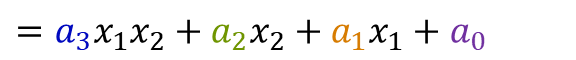 = a₃x₁x₂ + a₂x₂ + a₁x₁ + a₀